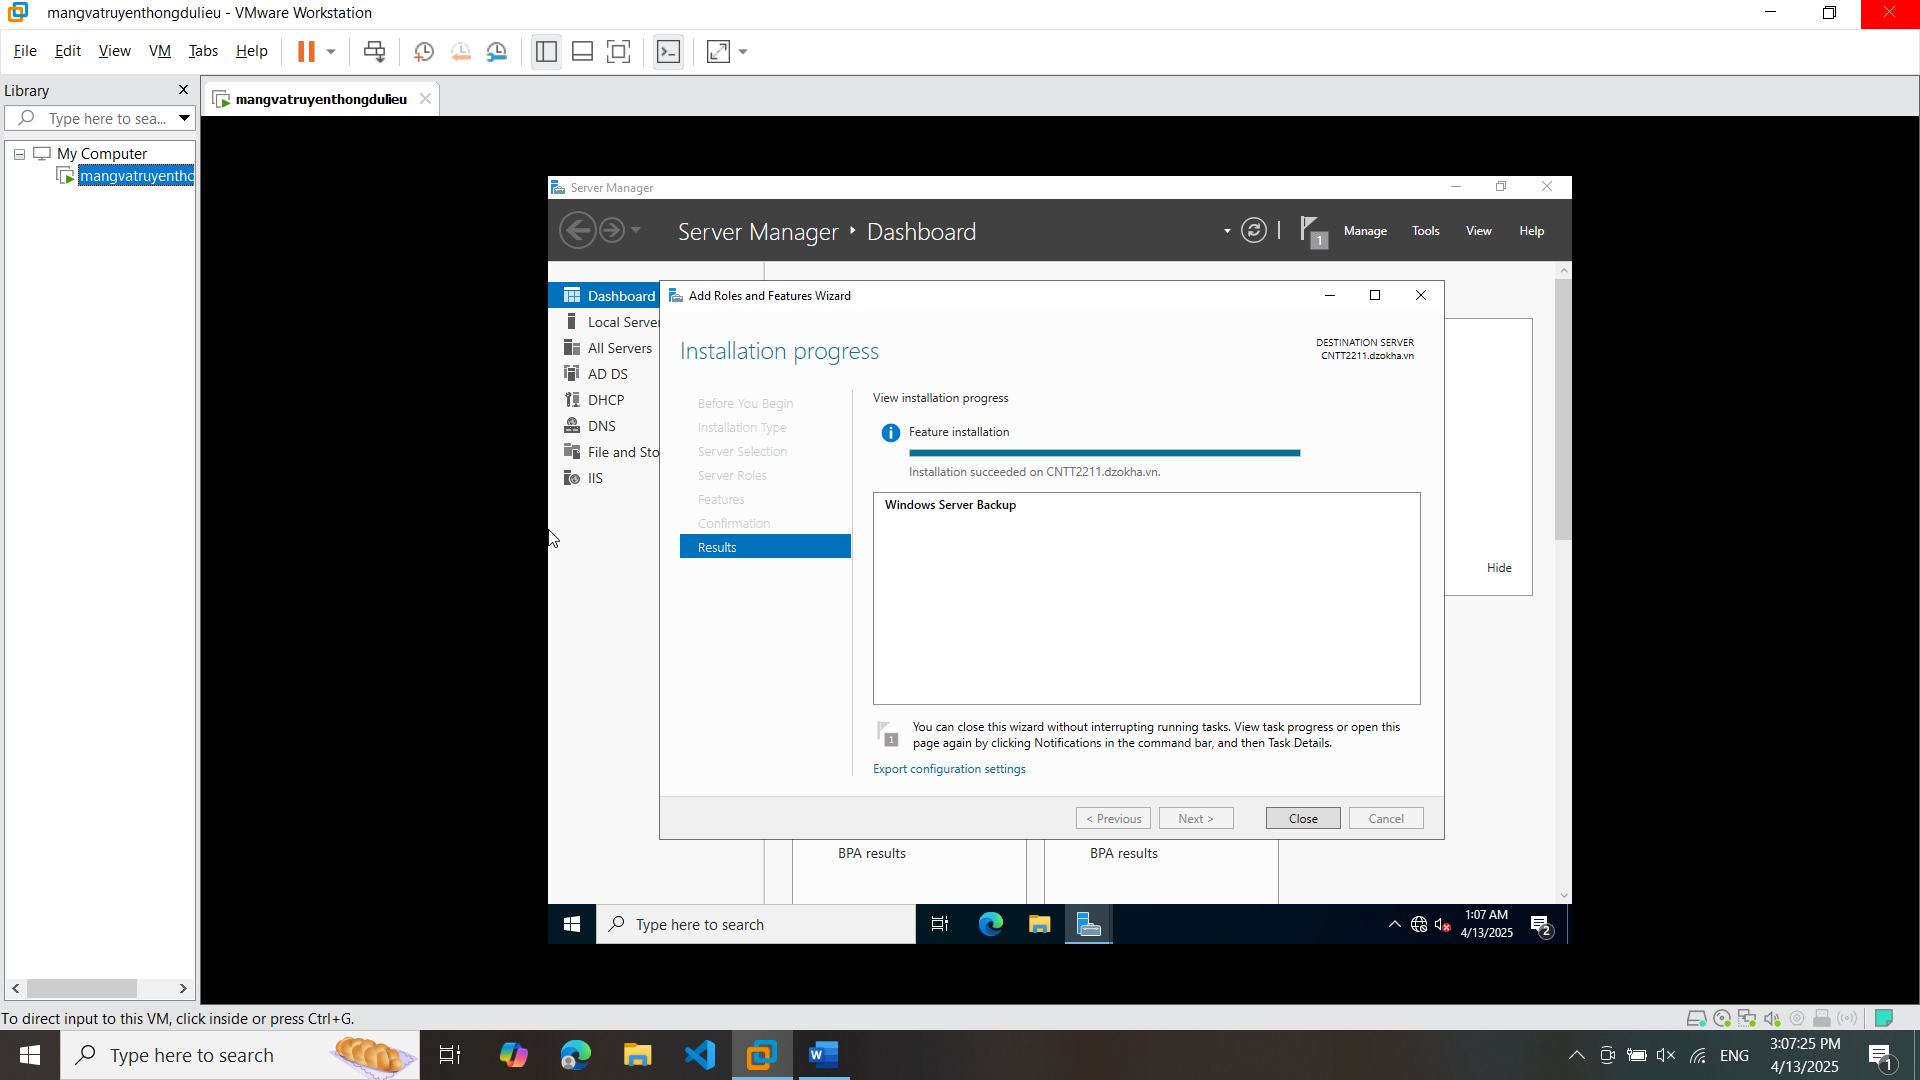 mangvatruyenthongdulieu - VMware Workstation
File Edit View VM Tabs Help
Library
mangvatruyenthongdulieu
Type here to sea...
My Computer
mangvatruyenthc
Server Manager
Server Manager Dashboard
1
Manage Tools View Help
Dashboard
Local Server
All Servers
AD DS
DHCP
DNS
File and Sto
IIS
Add Roles and Features Wizard
Installation progress
DESTINATION SERVER
CNTT2211.dzokha.vn
Before You Begin
Installation Type
Server Selection
Server Roles
Features
Confirmation
Results
View installation progress
Feature installation
Installation succeeded on CNTT2211.dzokha.vn.
Windows Server Backup
1
You can close this wizard without interrupting running tasks. View task progress or open this
page again by clicking Notifications in the command bar, and then Task Details.
Export configuration settings
< Previous Next > Close Cancel
Hide
BPA results
BPA results
Type here to search
1:07 AM
4/13/2025
2
To direct input to this VM, click inside or press Ctrl+G.
Type here to search
ENG
3:07:25 PM
4/13/2025
1